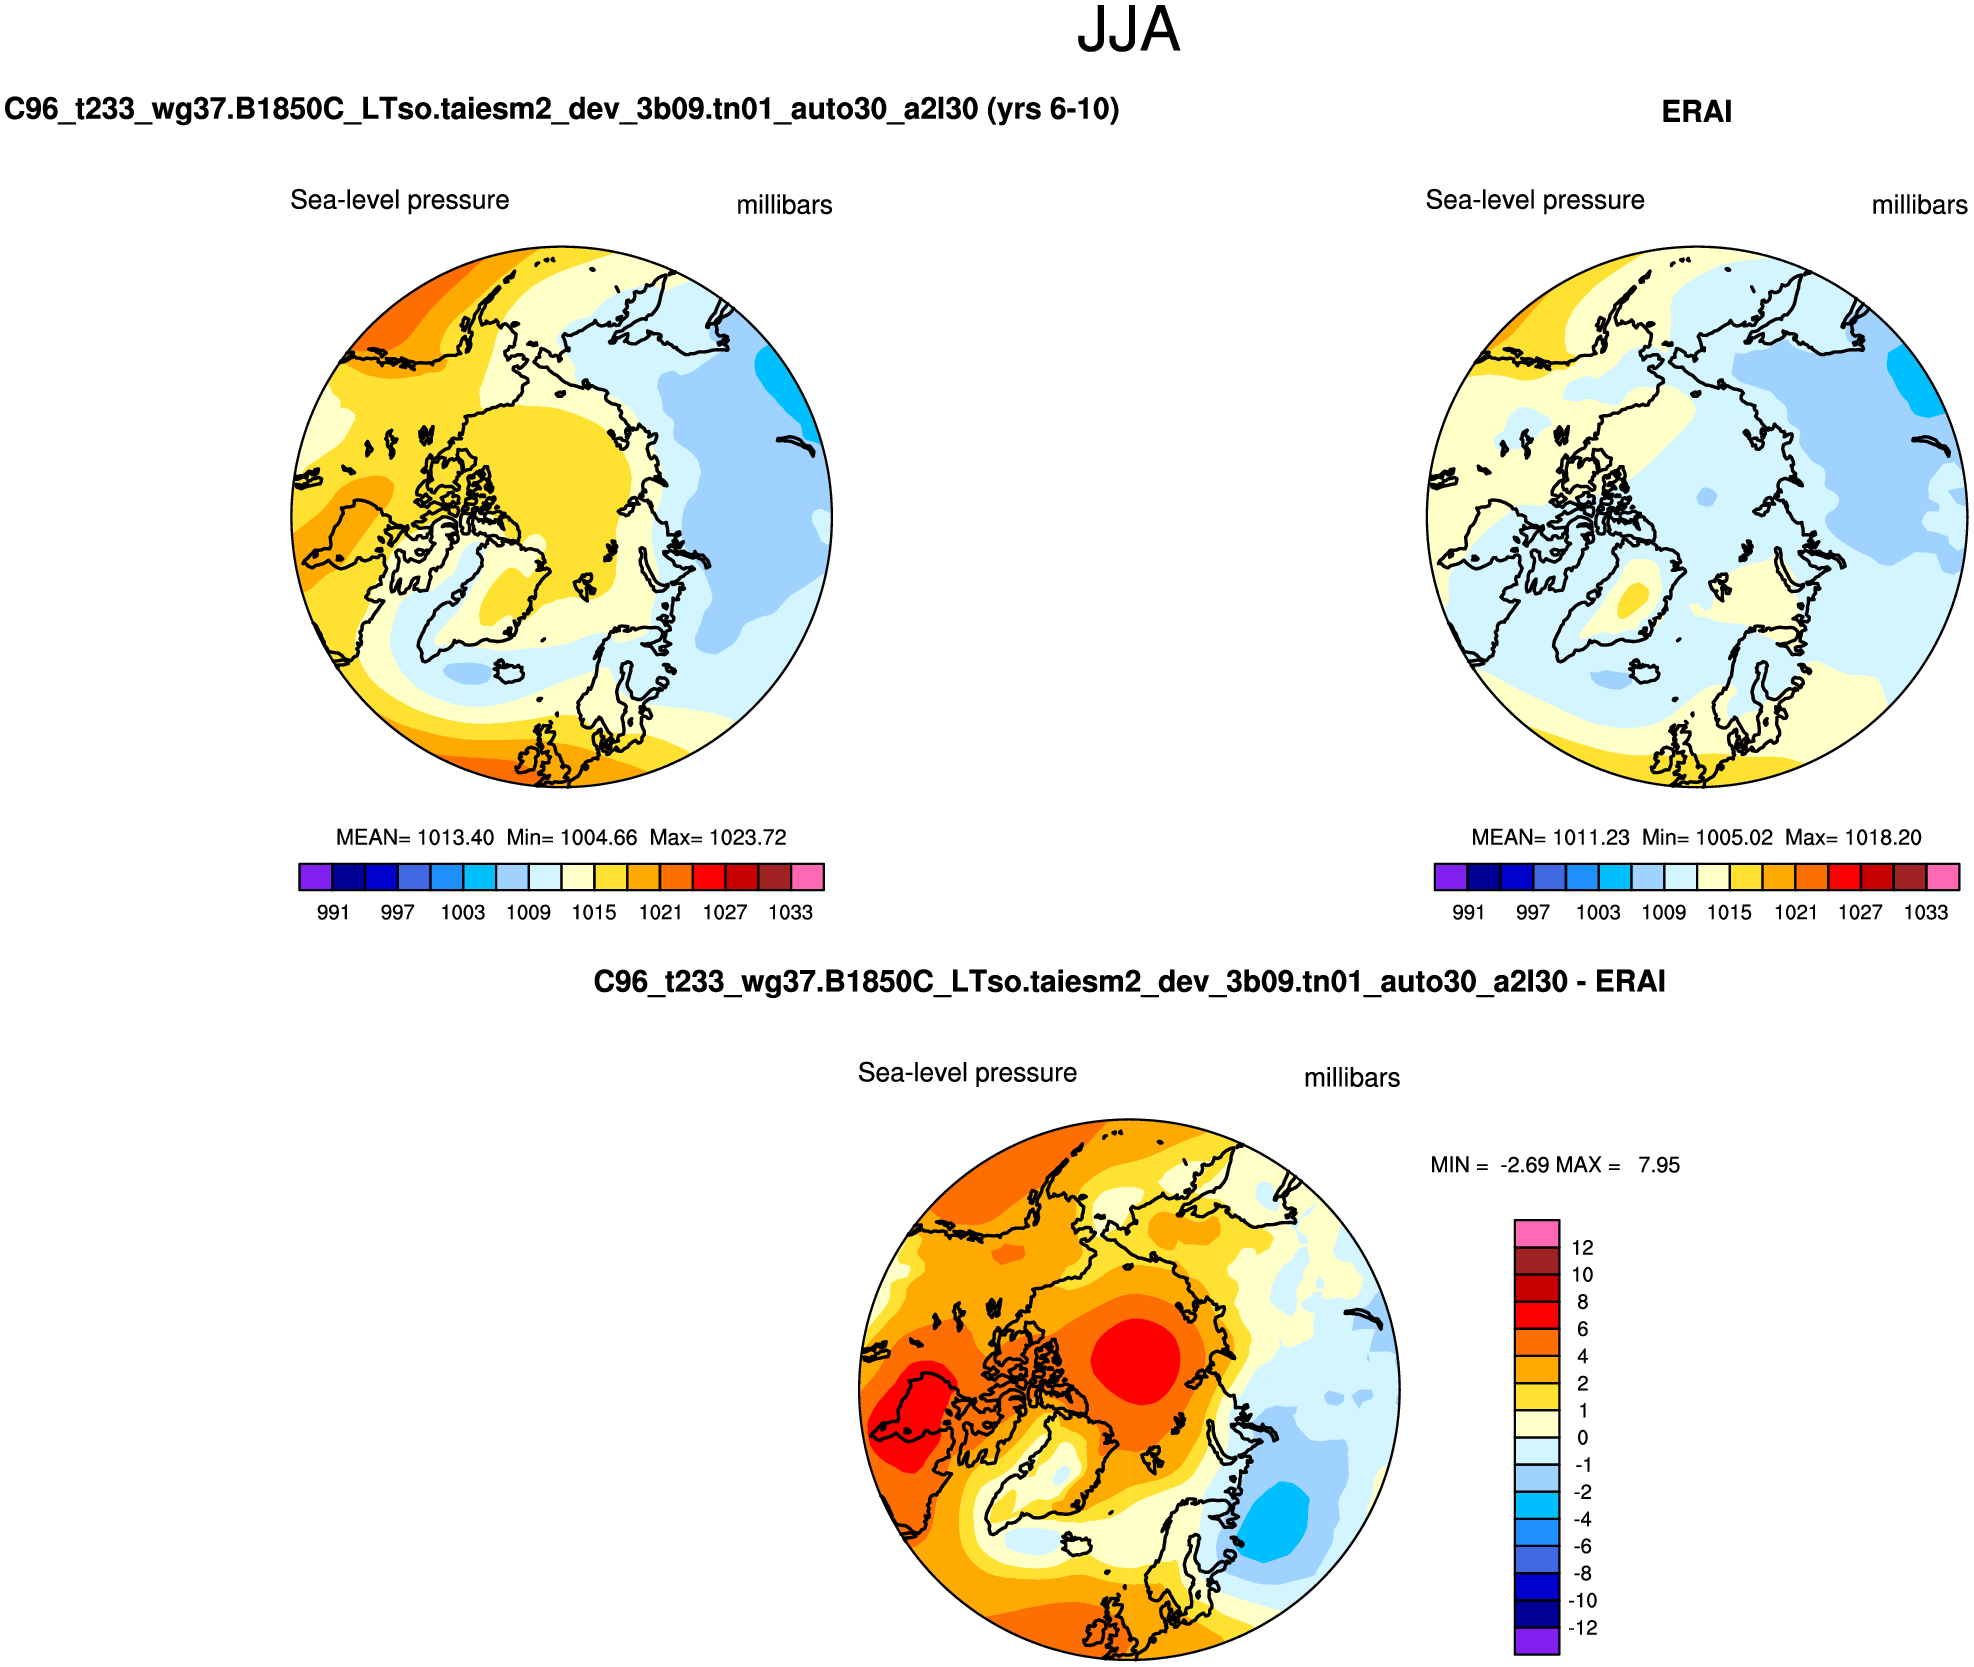 JJA
C96_t233_wg37.B1850C_LTso.taiesm2_dev_3b09.tn01_auto30_a2l30 (yrs 6-10)
ERAI
Sea-level pressure millibars
Sea-level pressure millibars
MEAN= 1013.40 Min= 1004.66 Max= 1023.72
991 997 1003 1009 1015 1021 1027 1033
MEAN= 1011.23 Min= 1005.02 Max= 1018.20
991 997 1003 1009 1015 1021 1027 1033
C96_t233_wg37.B1850C_LTso.taiesm2_dev_3b09.tn01_auto30_a2l30 - ERAI
Sea-level pressure millibars
MIN = -2.69 MAX = 7.95
12
10
8
6
4
2
1
0
-1
-2
-4
-6
-8
-10
-12